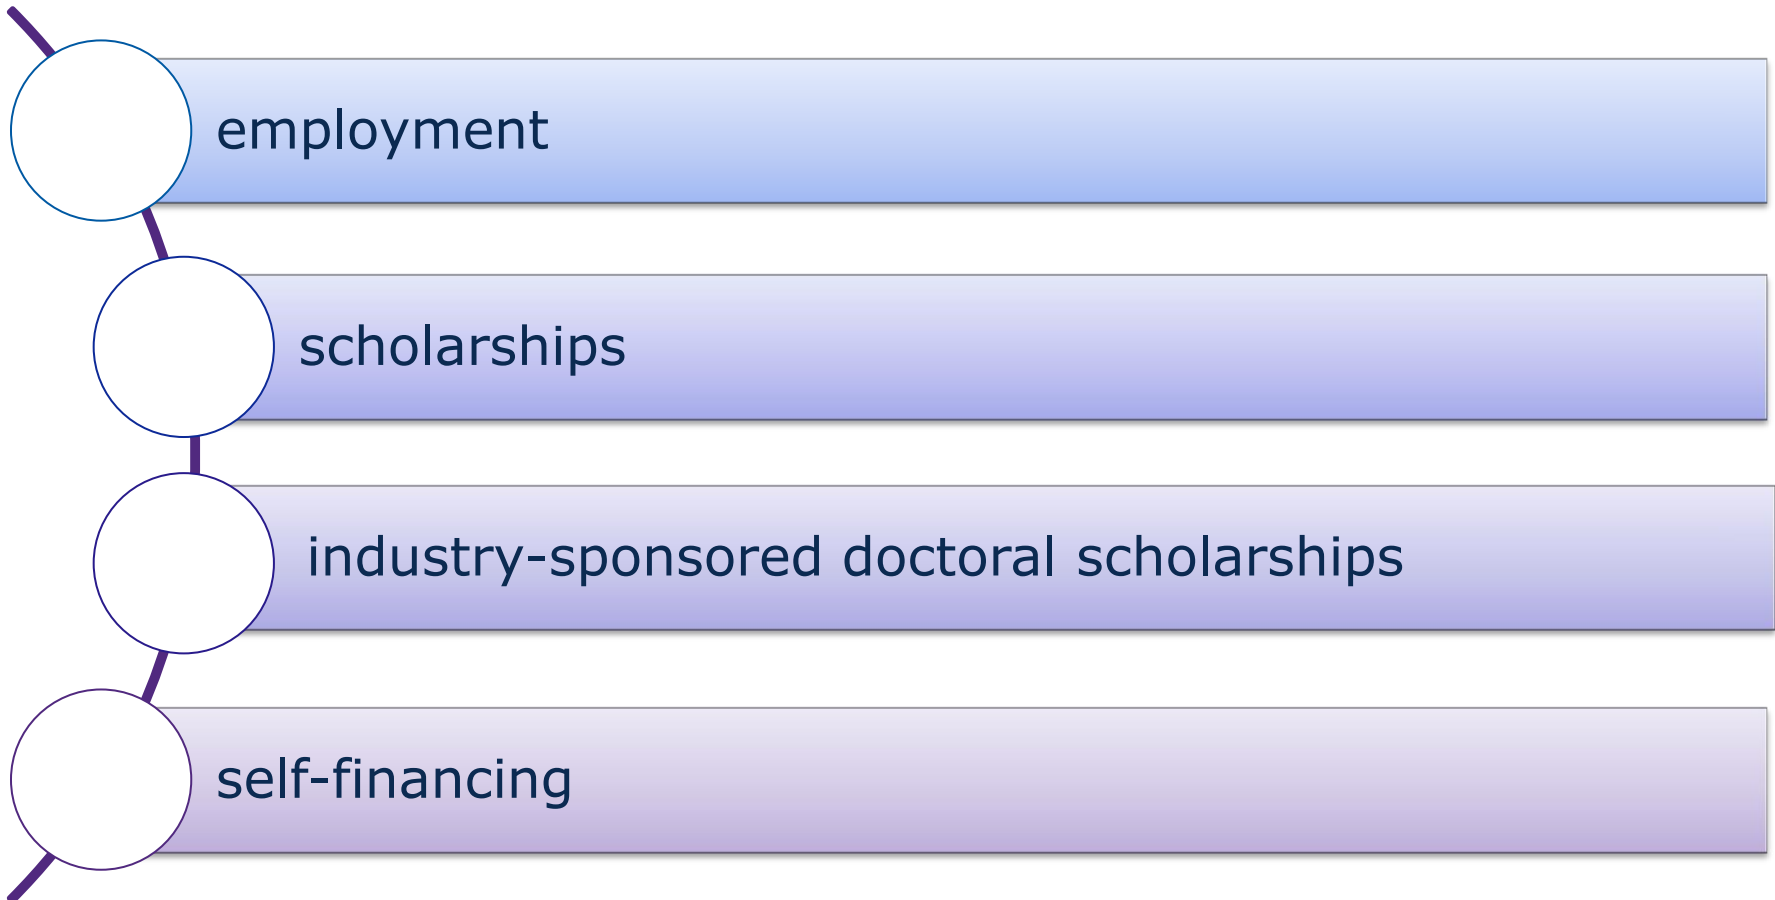 employment
scholarships
industry-sponsored doctoral scholarships
self-financing